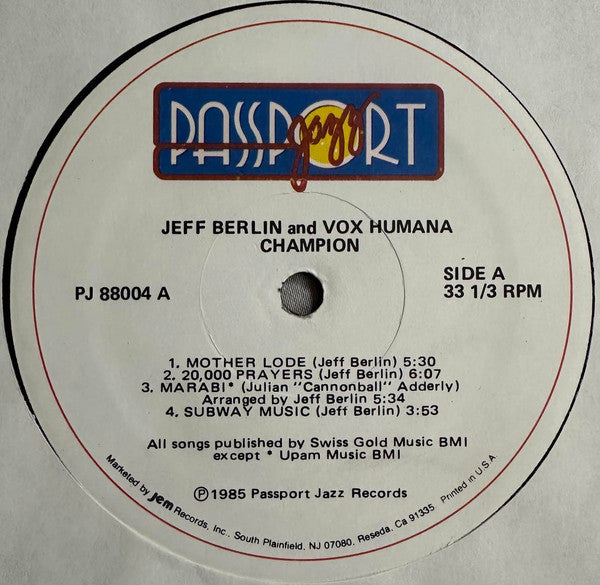 PASSPORT
jazz
JEFF BERLIN and VOX HUMANA
CHAMPION
PJ 88004 A
SIDE A
33 1/3 RPM
1. MOTHER LODE (Jeff Berlin) 5:30
2. 20,000 PRAYERS (Jeff Berlin) 6:07
3. MARABI* (Julian "Cannonball" Adderly)
Arranged by Jeff Berlin 5:34
4. SUBWAY MUSIC (Jeff Berlin) 3:53
All songs published by Swiss Gold Music BMI
except * Upam Music BMI
Ⓟ1985 Passport Jazz Records
Marketed by jem Records, Inc., South Plainfield, NJ 07080, Reseda, Ca 91335 Printed in U.S.A.